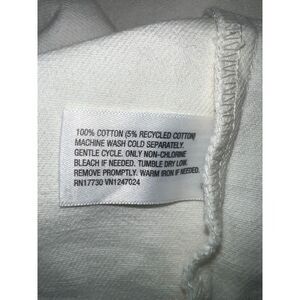 100% COTTON (5% RECYCLED COTTON)
MACHINE WASH COLD SEPARATELY.
GENTLE CYCLE. ONLY NON-CHLORINE
BLEACH IF NEEDED. TUMBLE DRY LOW.
REMOVE PROMPTLY. WARM IRON IF NEEDED.
RN17730 VN1247024